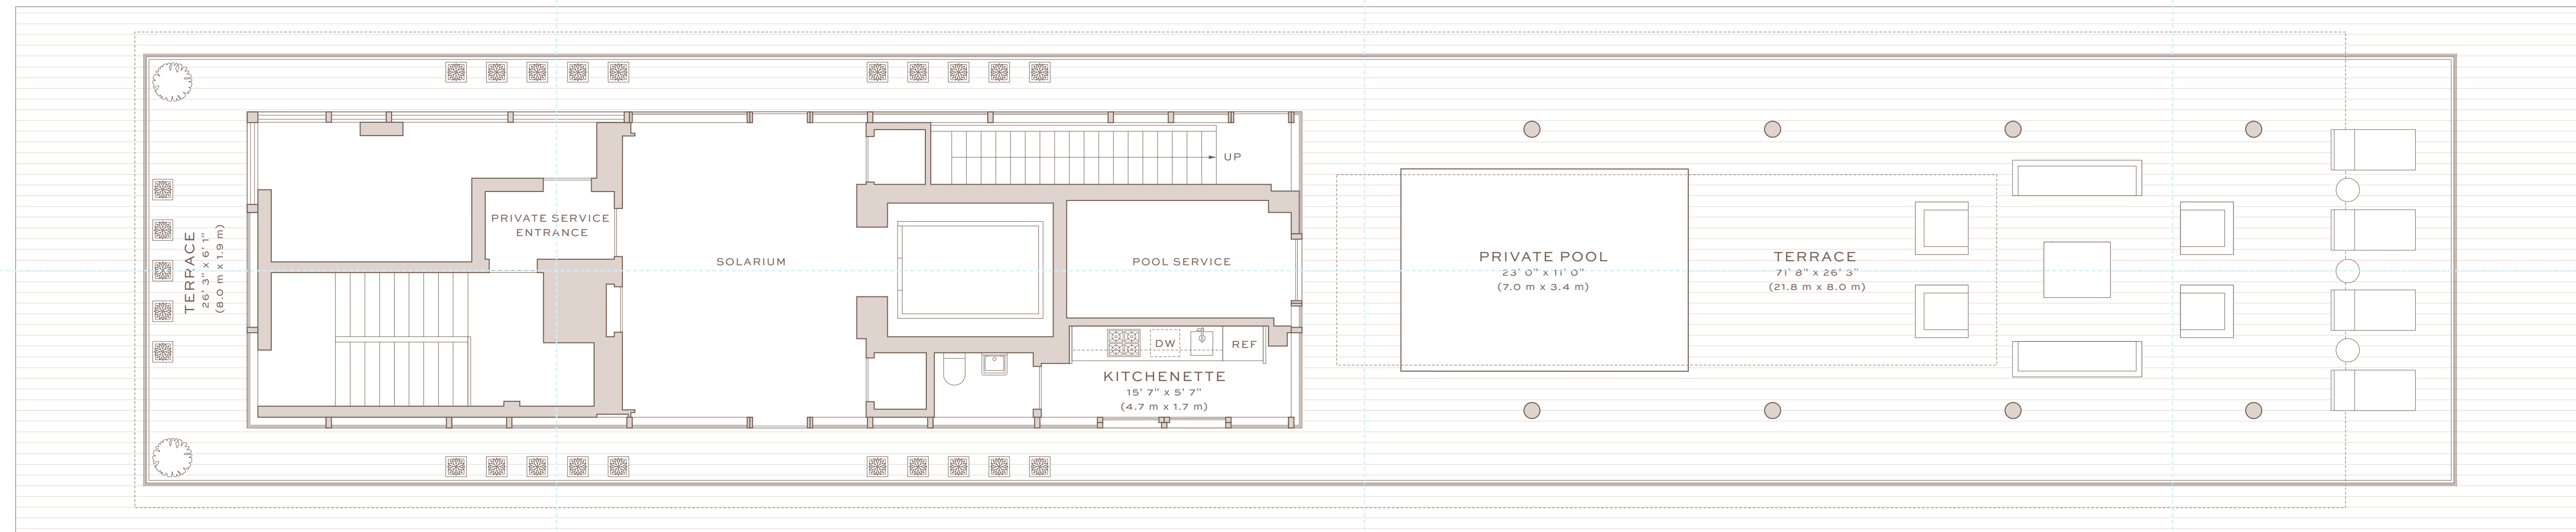 TERRACE
26' 3" x 6' 1"
(8.0 m x 1.9 m)
PRIVATE SERVICE
ENTRANCE
SOLARIUM
UP
POOL SERVICE
DW
REF
KITCHENETTE
15' 7" x 5' 7"
(4.7 m x 1.7 m)
PRIVATE POOL
23' 0" x 11' 0"
(7.0 m x 3.4 m)
TERRACE
71' 8" x 26' 3"
(21.8 m x 8.0 m)